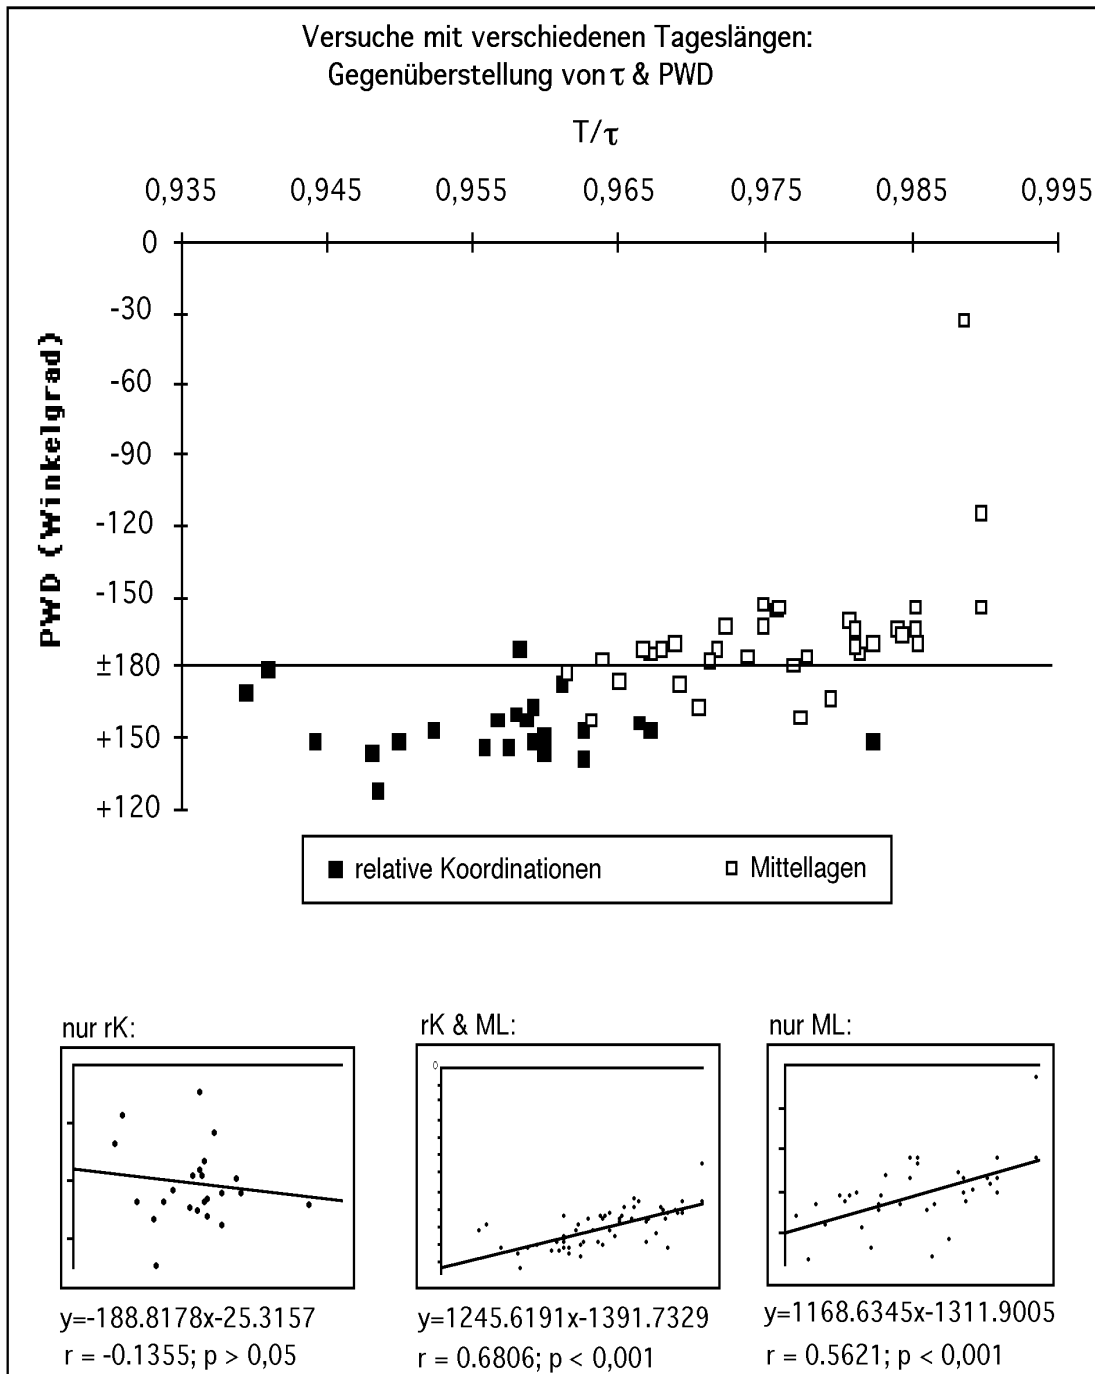 Versuche mit verschiedenen Tageslängen:
Gegenüberstellung von τ & PWD
T/τ
0,935 0,945 0,955 0,965 0,975 0,985 0,995
PWD (Winkelgrad)
0
-30
-60
-90
-120
-150
±180
+150
+120
relative Koordinationen Mittellagen
nur rK:
y=-188.8178x-25.3157
r = -0.1355; p > 0,05
rK & ML:
0
y=1245.6191x-1391.7329
r = 0.6806; p < 0,001
nur ML:
y=1168.6345x-1311.9005
r = 0.5621; p < 0,001